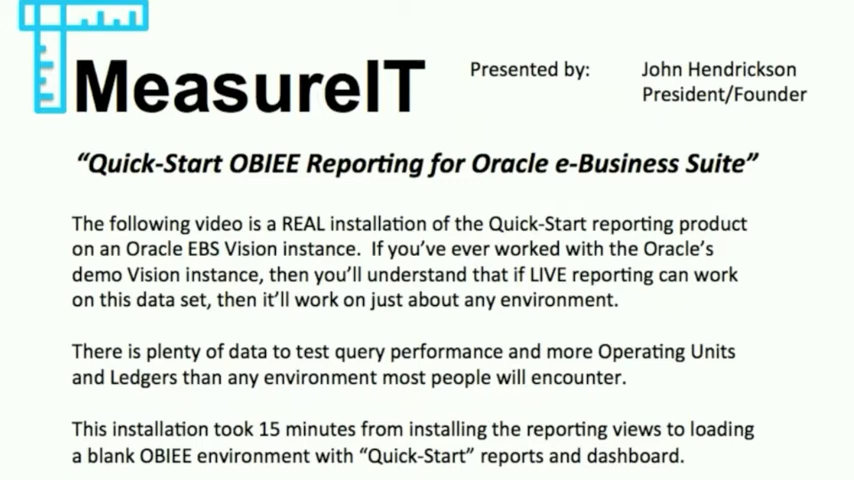 MeasureIT
Presented by: John Hendrickson
President/Founder
“Quick-Start OBIEE Reporting for Oracle e-Business Suite”
The following video is a REAL installation of the Quick-Start reporting product
on an Oracle EBS Vision instance. If you’ve ever worked with the Oracle’s
demo Vision instance, then you’ll understand that if LIVE reporting can work
on this data set, then it’ll work on just about any environment.
There is plenty of data to test query performance and more Operating Units
and Ledgers than any environment most people will encounter.
This installation took 15 minutes from installing the reporting views to loading
a blank OBIEE environment with “Quick-Start” reports and dashboard.